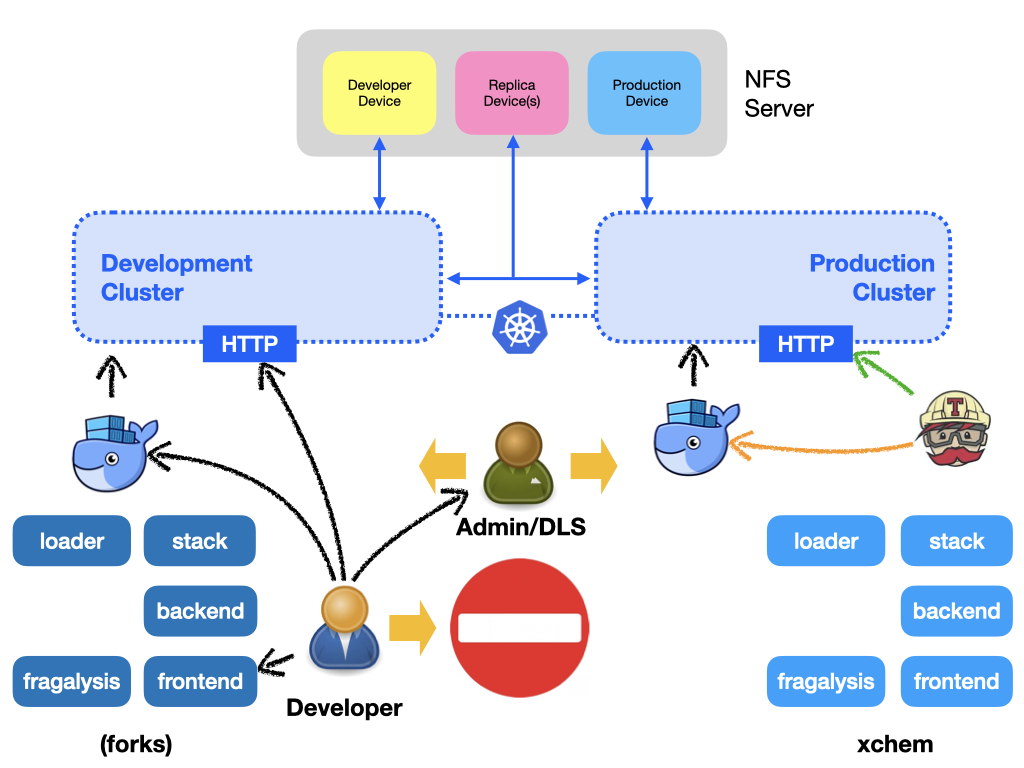 Developer
Device
Replica
Device(s)
Production
Device
NFS
Server
Development
Cluster
Production
Cluster
HTTP
HTTP
T
Admin/DLS
loader
stack
loader
stack
backend
backend
fragalysis
frontend
fragalysis
frontend
Developer
(forks)
xchem